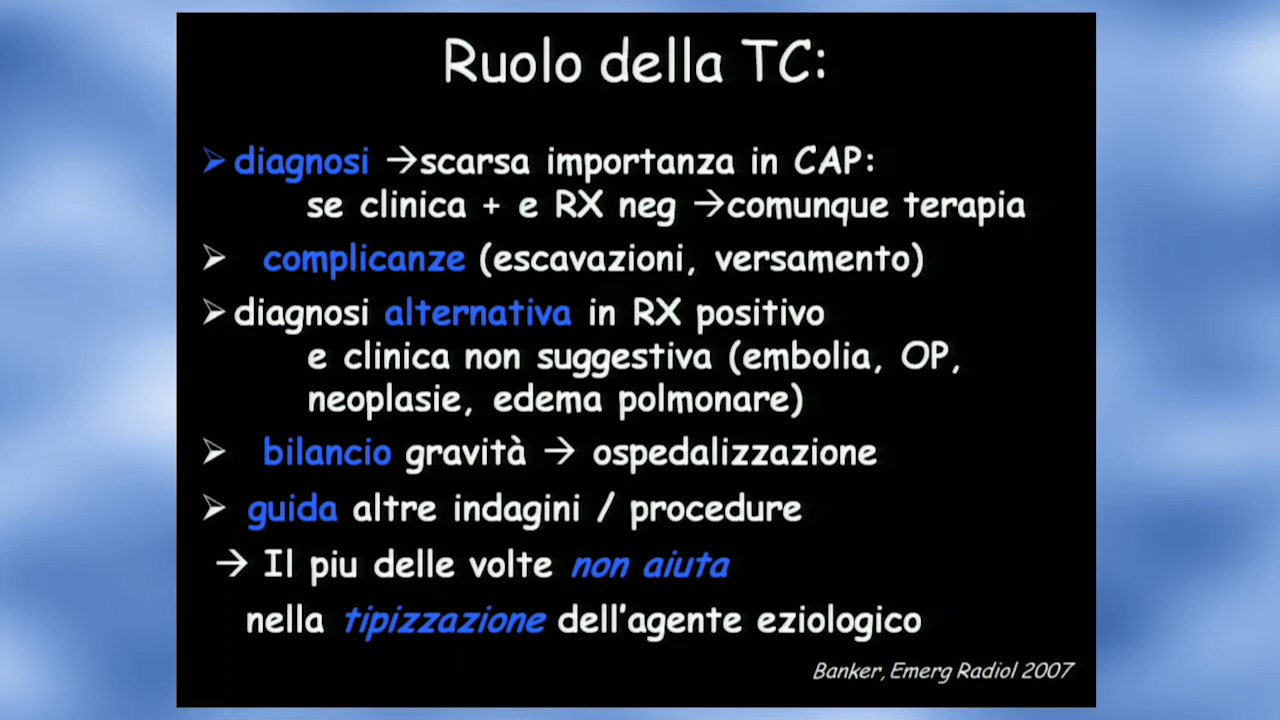 Ruolo della TC:
➢ diagnosi →scarsa importanza in CAP:
se clinica + e RX neg →comunque terapia
➢ complicanze (escavazioni, versamento)
➢ diagnosi alternativa in RX positivo
e clinica non suggestiva (embolia, OP,
neoplasie, edema polmonare)
➢ bilancio gravità → ospedalizzazione
➢ guida altre indagini / procedure
→ Il piu delle volte non aiuta
nella tipizzazione dell'agente eziologico
Banker, Emerg Radiol 2007